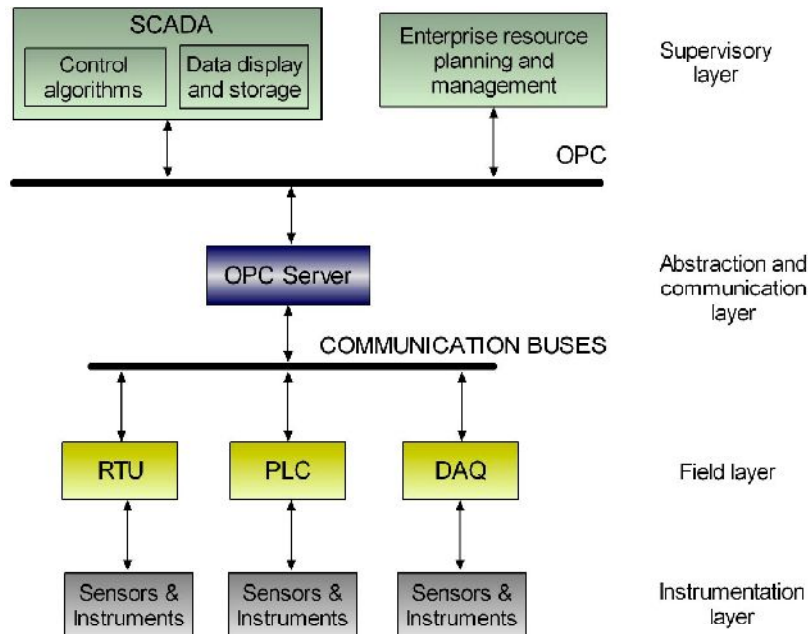 SCADA
Control
algorithms
Data display
and storage
Enterprise resource
planning and
management
Supervisory
layer
OPC
OPC Server
Abstraction and
communication
layer
COMMUNICATION BUSES
RTU
PLC
DAQ
Field layer
Sensors &
Instruments
Sensors &
Instruments
Sensors &
Instruments
Instrumentation
layer